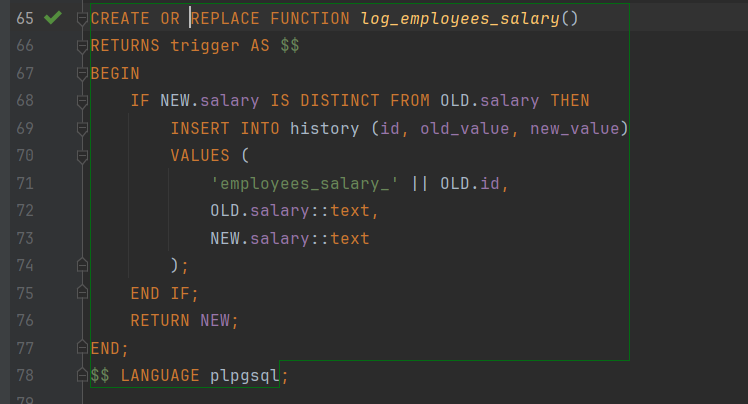 65 CREATE OR REPLACE FUNCTION log_employees_salary()
66 RETURNS trigger AS $$
67 BEGIN
68     IF NEW.salary IS DISTINCT FROM OLD.salary THEN
69         INSERT INTO history (id, old_value, new_value)
70         VALUES (
71             'employees_salary_' || OLD.id,
72             OLD.salary::text,
73             NEW.salary::text
74         );
75     END IF;
76     RETURN NEW;
77 END;
78 $$ LANGUAGE plpgsql;
79